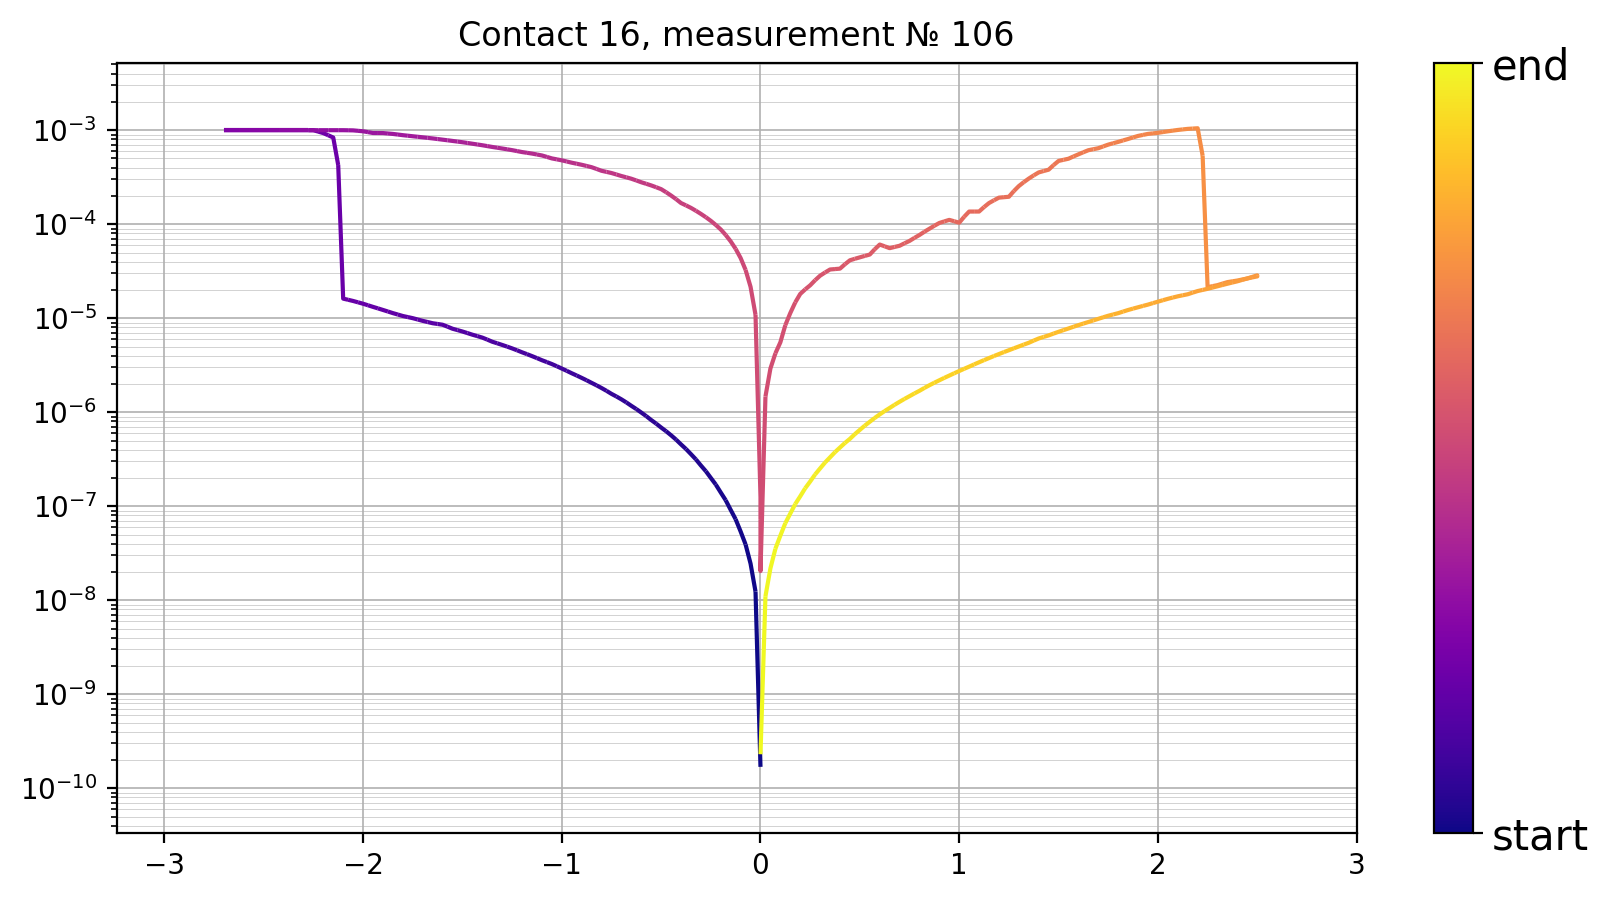 Contact 16, measurement № 106
10⁻³
10⁻⁴
10⁻⁵
10⁻⁶
10⁻⁷
10⁻⁸
10⁻⁹
10⁻¹⁰
−3 −2 −1 0 1 2 3
end
start